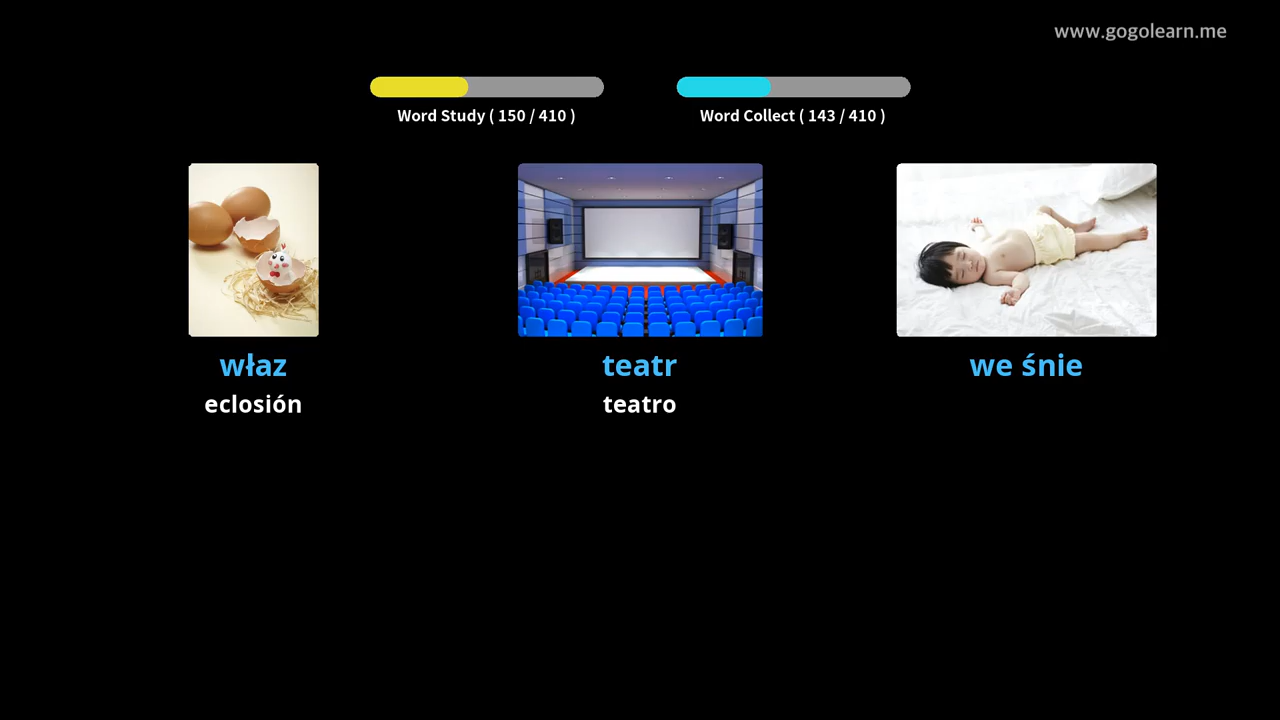 www.gogolearn.me
Word Study ( 150 / 410 )
Word Collect ( 143 / 410 )
właz
teatr
we śnie
eclosión
teatro